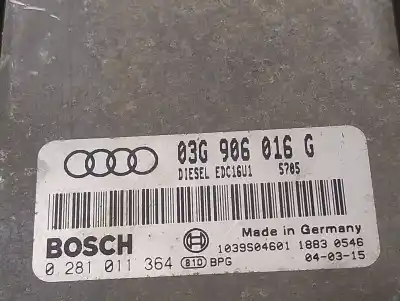 03G 906 016 G
DIESEL EDC16U1 5705
Made in Germany
BOSCH 1039S04601 1883 0546
0 281 011 364 B10 BPG 04-03-15